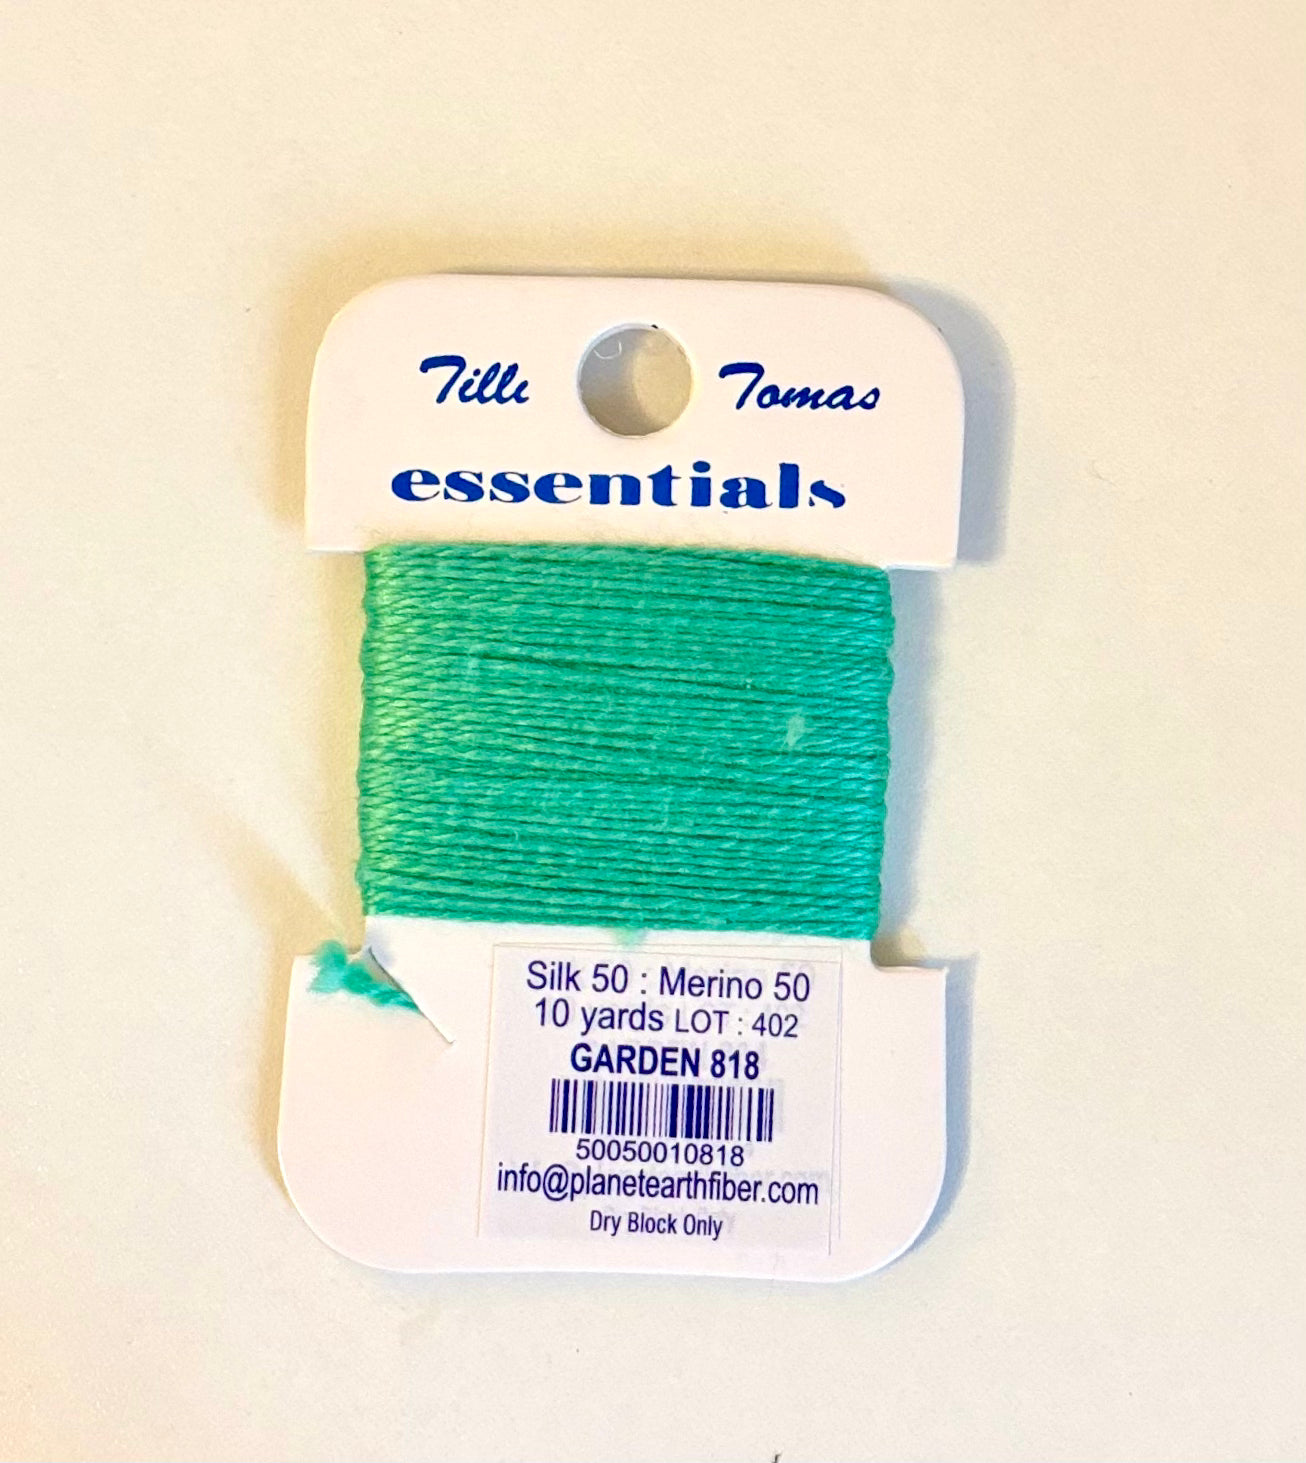 Tilli Tomas
essentials
Silk 50 : Merino 50
10 yards LOT : 402
GARDEN 818
50050010818
info@planetearthfiber.com
Dry Block Only